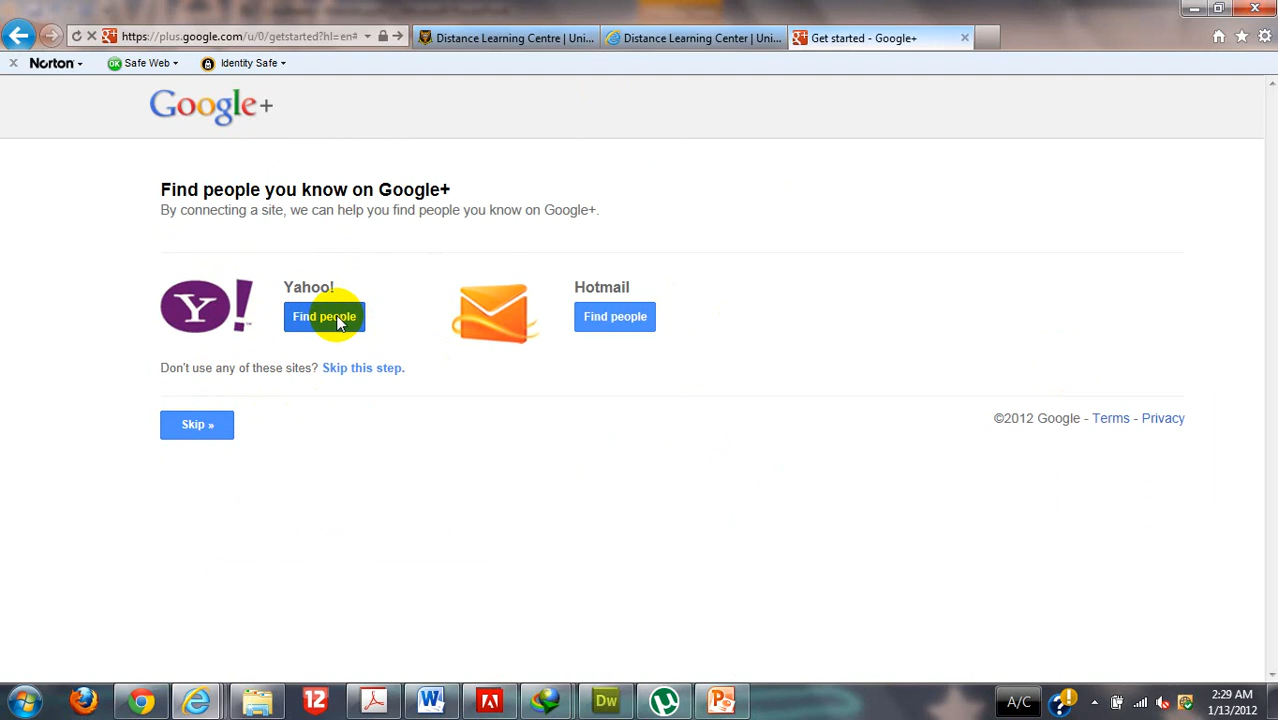 https://plus.google.com/u/0/getstarted?hl=en#
Distance Learning Centre | Uni...
Distance Learning Center | Uni...
Get started - Google+
Norton
OK Safe Web
Identity Safe
Google+
Find people you know on Google+
By connecting a site, we can help you find people you know on Google+.
Y!
Yahoo!
Find people
Hotmail
Find people
Don't use any of these sites? Skip this step.
Skip »
©2012 Google - Terms - Privacy
12
W
Dw
P
A/C
2:29 AM
1/13/2012